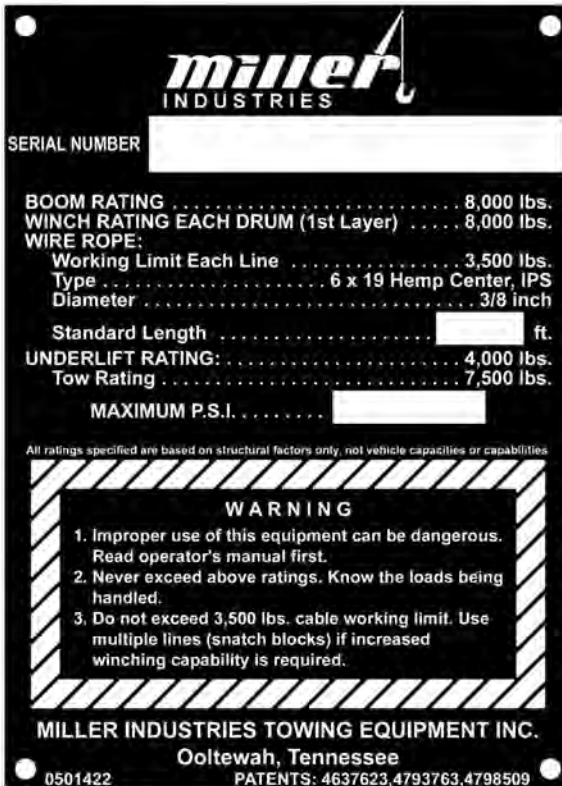 miller
INDUSTRIES
SERIAL NUMBER
BOOM RATING . . . . . . . . . . . . . . . . . . . . . . . . . . . 8,000 lbs.
WINCH RATING EACH DRUM (1st Layer) . . . . . 8,000 lbs.
WIRE ROPE:
Working Limit Each Line . . . . . . . . . . . . . . . . 3,500 lbs.
Type . . . . . . . . . . . . . . . . . . . 6 x 19 Hemp Center, IPS
Diameter . . . . . . . . . . . . . . . . . . . . . . . . . . . . . 3/8 inch
Standard Length . . . . . . . . . . . . . . . . . . . . ft.
UNDERLIFT RATING: . . . . . . . . . . . . . . . . . . . . . . 4,000 lbs.
Tow Rating . . . . . . . . . . . . . . . . . . . . . . . . . . . 7,500 lbs.
MAXIMUM P.S.I. . . . . . . . .
All ratings specified are based on structural factors only, not vehicle capacities or capabilities
WARNING
1. Improper use of this equipment can be dangerous.
Read operator's manual first.
2. Never exceed above ratings. Know the loads being
handled.
3. Do not exceed 3,500 lbs. cable working limit. Use
multiple lines (snatch blocks) if increased
winching capability is required.
MILLER INDUSTRIES TOWING EQUIPMENT INC.
Ooltewah, Tennessee
0501422 PATENTS: 4637623,4793763,4798509